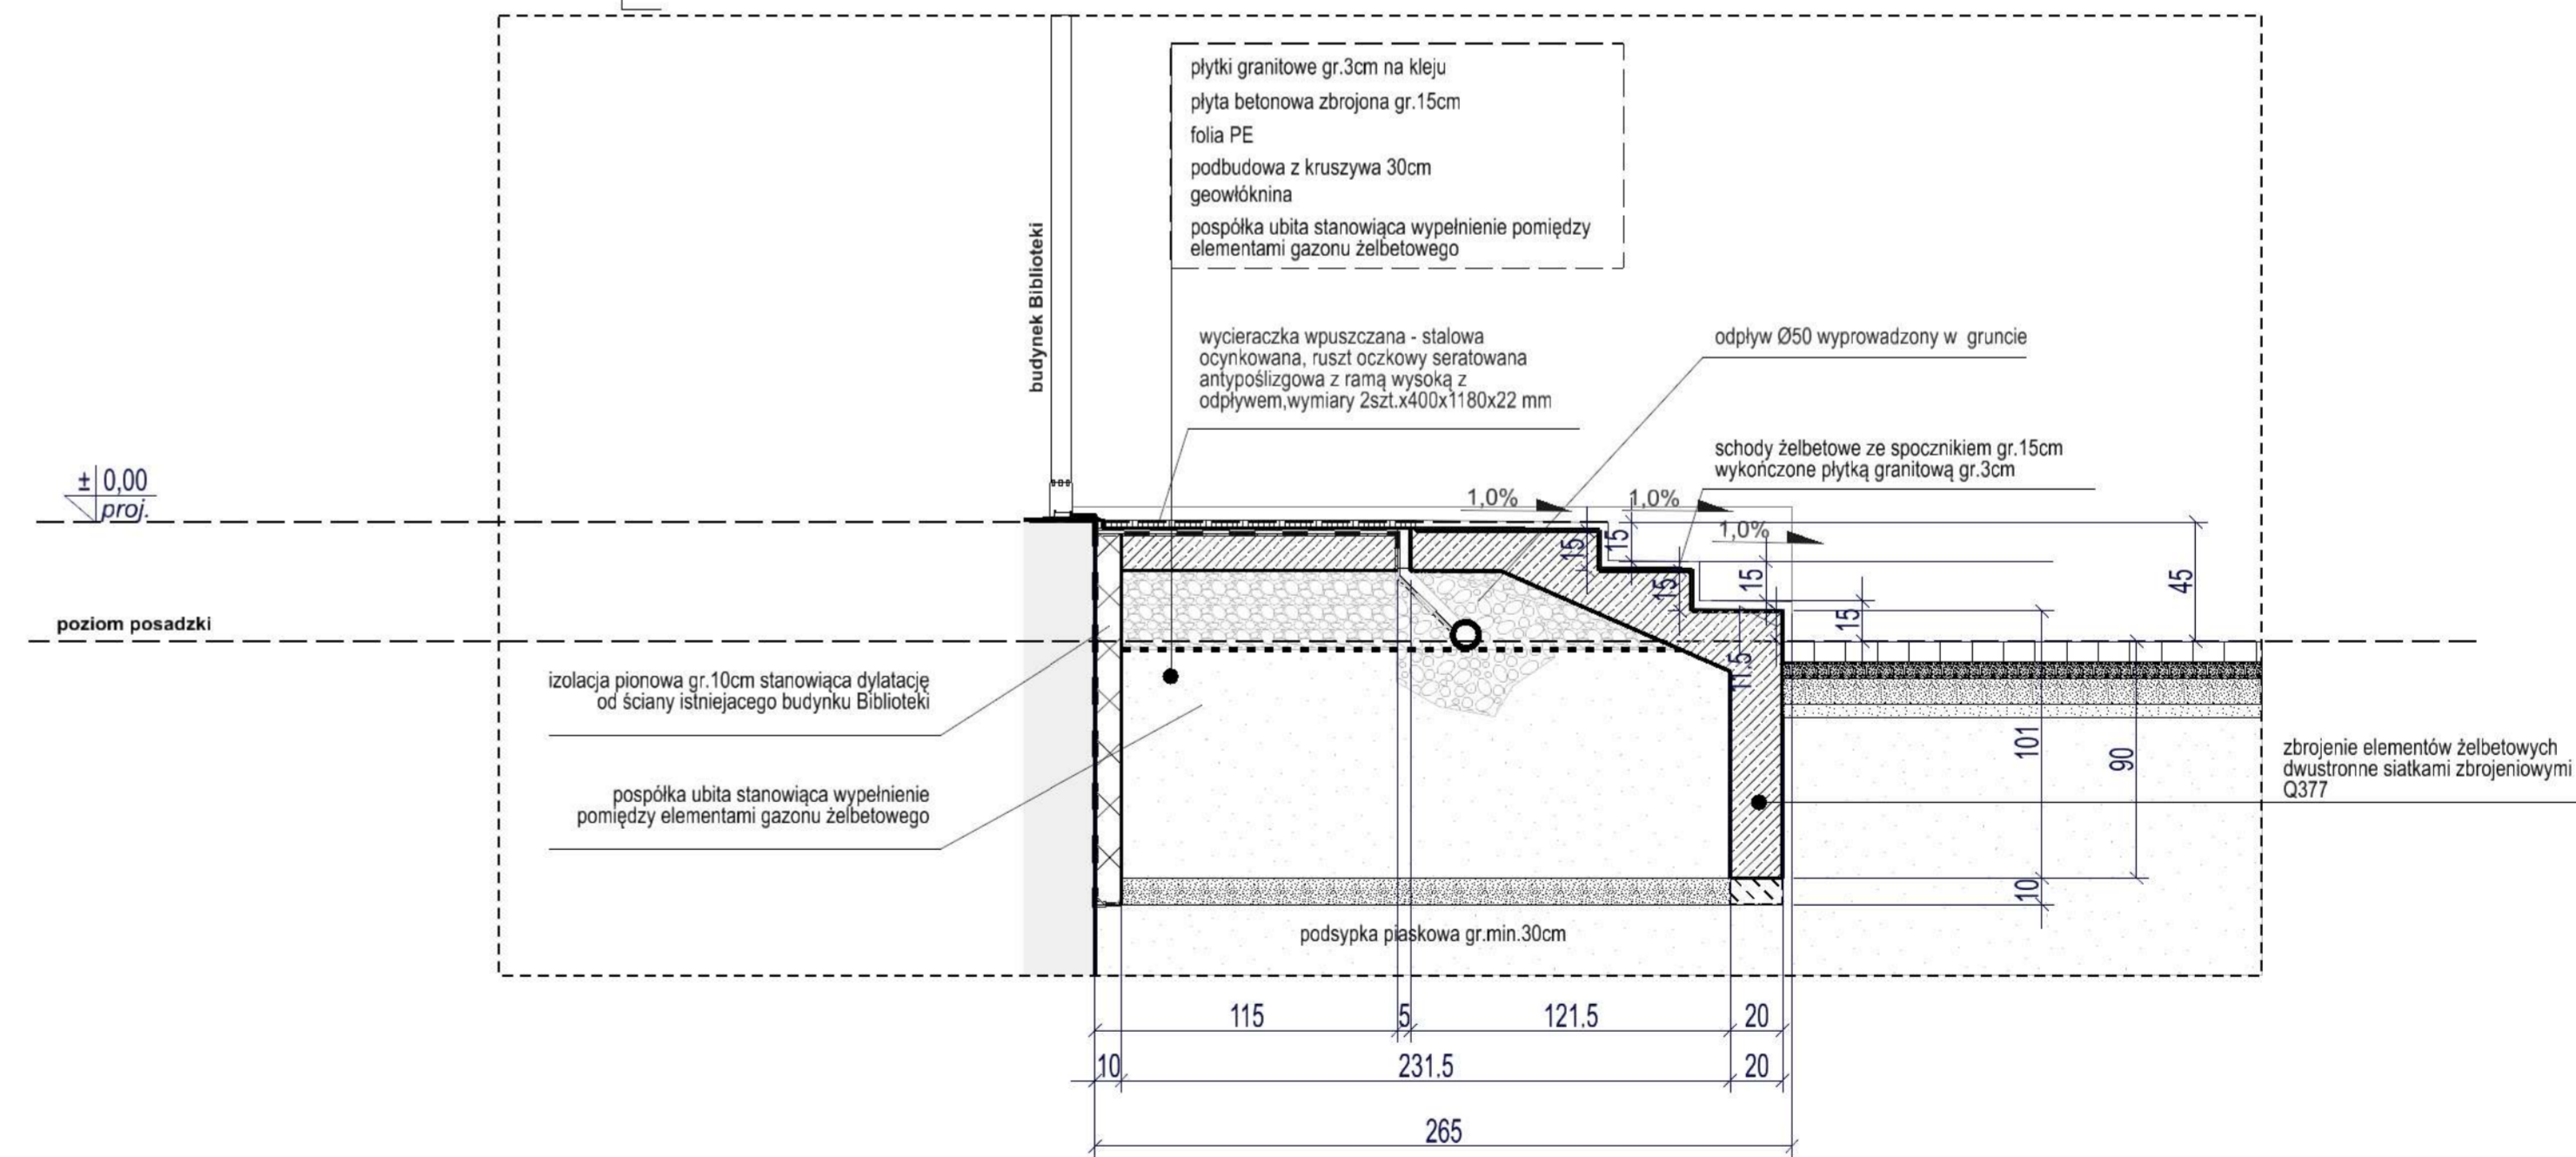 płytki granitowe gr.3cm na kleju
płyta betonowa zbrojona gr.15cm
folia PE
podbudowa z kruszywa 30cm
geowłóknina
pospółka ubita stanowiąca wypełnienie pomiędzy
elementami gazonu żelbetowego
budynek Biblioteki
wycieraczka wpuszczana - stalowa
ocynkowana, ruszt oczkowy seratowana
antypoślizgowa z ramą wysoką z
odpływem,wymiary 2szt.x400x1180x22 mm
odpływ Ø50 wyprowadzony w gruncie
schody żelbetowe ze spocznikiem gr.15cm
wykończone płytką granitową gr.3cm
± 0,00
proj.
1,0%
1,0%
1,0%
15
15
15
15
15
45
11.5
poziom posadzki
izolacja pionowa gr.10cm stanowiąca dylatację
od ściany istniejacego budynku Biblioteki
pospółka ubita stanowiąca wypełnienie
pomiędzy elementami gazonu żelbetowego
101
90
10
zbrojenie elementów żelbetowych
dwustronne siatkami zbrojeniowymi
Q377
podsypka piaskowa gr.min.30cm
115
5
121.5
20
10
231.5
20
265